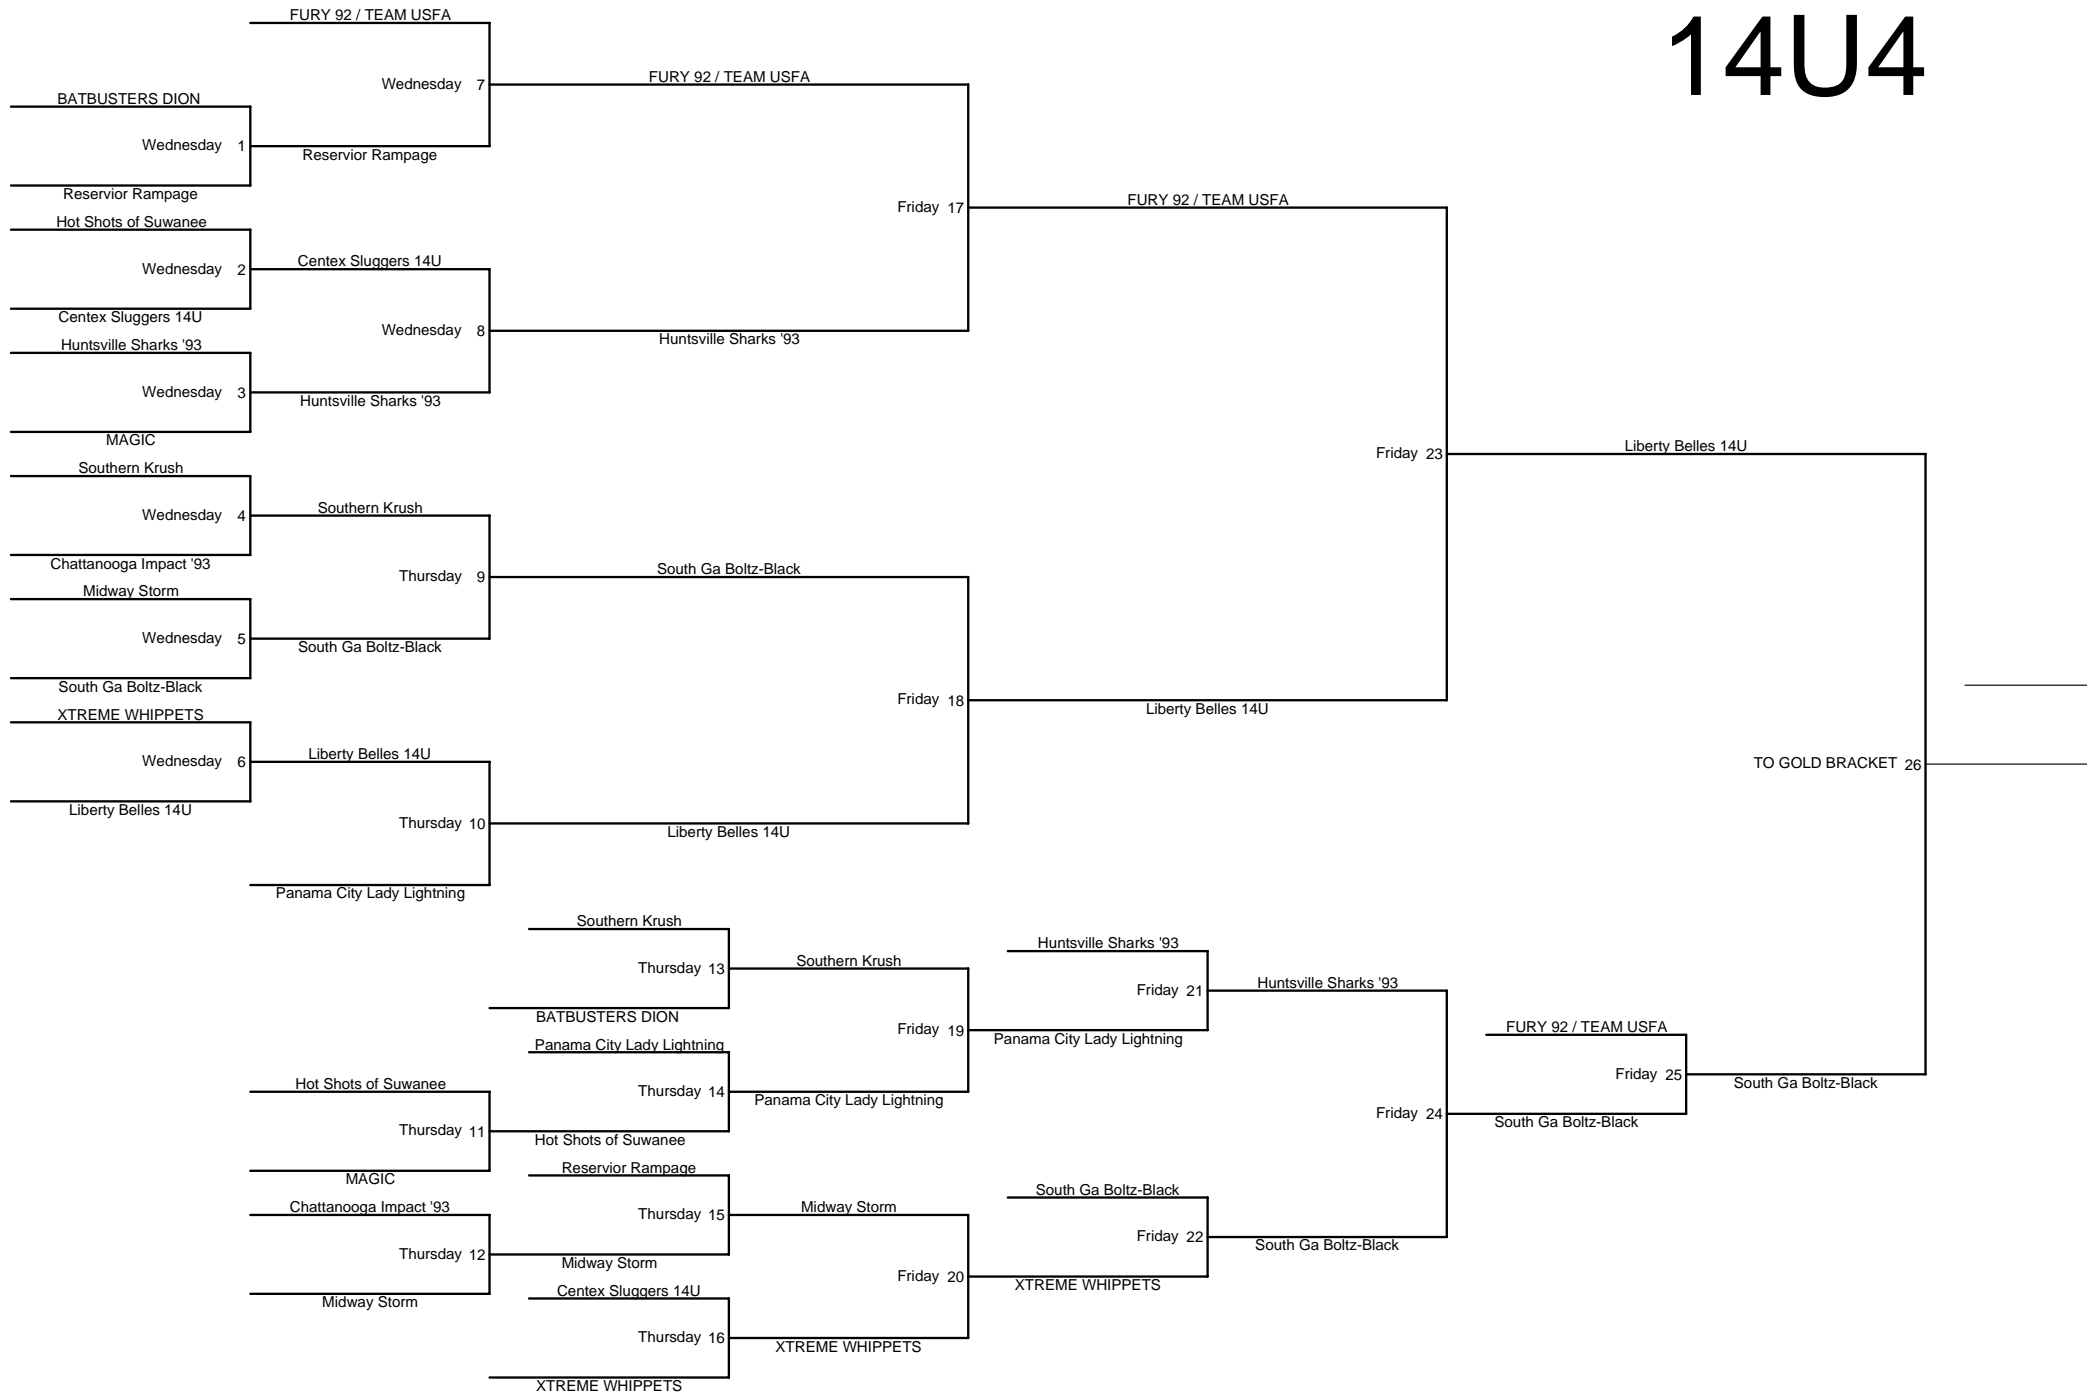 14U4
FURY 92 / TEAM USFA
Wednesday 7
FURY 92 / TEAM USFA
BATBUSTERS DION
Wednesday 1
Reservior Rampage
Reservior Rampage
Friday 17
FURY 92 / TEAM USFA
Hot Shots of Suwanee
Wednesday 2
Centex Sluggers 14U
Centex Sluggers 14U
Wednesday 8
Huntsville Sharks '93
Huntsville Sharks '93
Wednesday 3
Huntsville Sharks '93
MAGIC
Friday 23
Liberty Belles 14U
Southern Krush
Wednesday 4
Southern Krush
Chattanooga Impact '93
Thursday 9
South Ga Boltz-Black
Midway Storm
Wednesday 5
South Ga Boltz-Black
South Ga Boltz-Black
Friday 18
Liberty Belles 14U
XTREME WHIPPETS
Wednesday 6
Liberty Belles 14U
Liberty Belles 14U
TO GOLD BRACKET 26
Thursday 10
Liberty Belles 14U
Panama City Lady Lightning
Southern Krush
Thursday 13
Southern Krush
BATBUSTERS DION
Huntsville Sharks '93
Friday 21
Huntsville Sharks '93
Friday 19
Panama City Lady Lightning
Panama City Lady Lightning
Thursday 14
Panama City Lady Lightning
FURY 92 / TEAM USFA
Friday 25
South Ga Boltz-Black
Hot Shots of Suwanee
Thursday 11
Hot Shots of Suwanee
MAGIC
Friday 24
South Ga Boltz-Black
Reservior Rampage
Thursday 15
Midway Storm
Chattanooga Impact '93
Thursday 12
Midway Storm
Midway Storm
South Ga Boltz-Black
Friday 22
South Ga Boltz-Black
Friday 20
XTREME WHIPPETS
Centex Sluggers 14U
Thursday 16
XTREME WHIPPETS
XTREME WHIPPETS